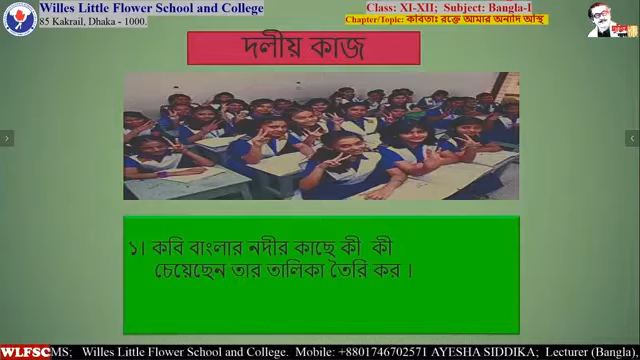 Willes Little Flower School and College
85 Kakrail, Dhaka - 1000.
Class: XI-XII; Subject: Bangla-I
Chapter/Topic: কবিতাঃ রক্তে আমার অনাদি অস্থি
দলীয় কাজ
১। কবি বাংলার নদীর কাছে কী কী
চেয়েছেন তার তালিকা তৈরি কর ।
WLFSC MS; Willes Little Flower School and College. Mobile: +8801746702571 AYESHA SIDDIKA; Lecturer (Bangla),